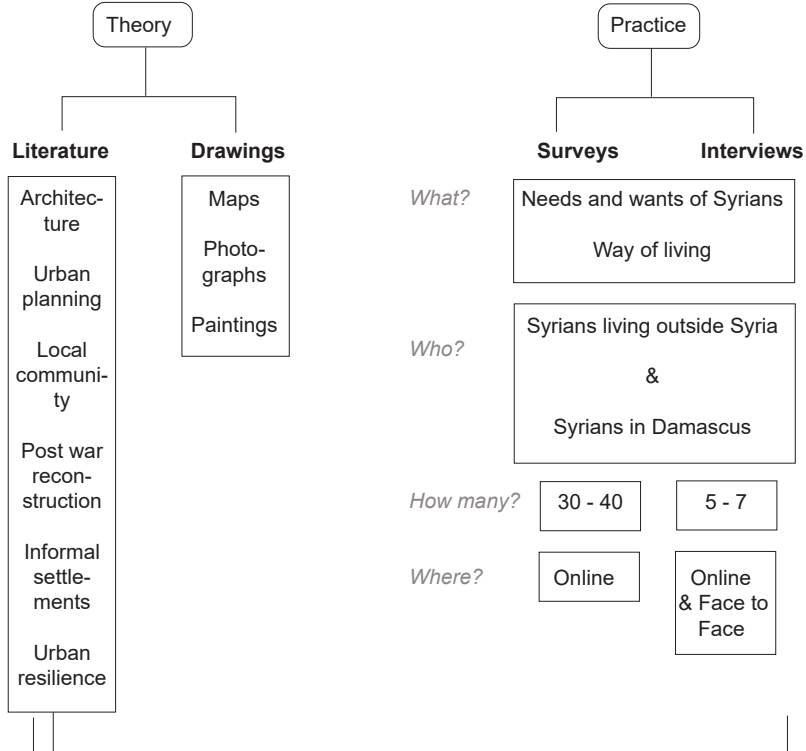 Theory
Literature
Architec-
ture
Urban
planning
Local
communi-
ty
Post war
recon-
struction
Informal
settle-
ments
Urban
resilience
Drawings
Maps
Photo-
graphs
Paintings
Practice
Surveys
Interviews
What?
Needs and wants of Syrians
Way of living
Who?
Syrians living outside Syria
&
Syrians in Damascus
How many?
30 - 40
5 - 7
Where?
Online
Online
& Face to
Face